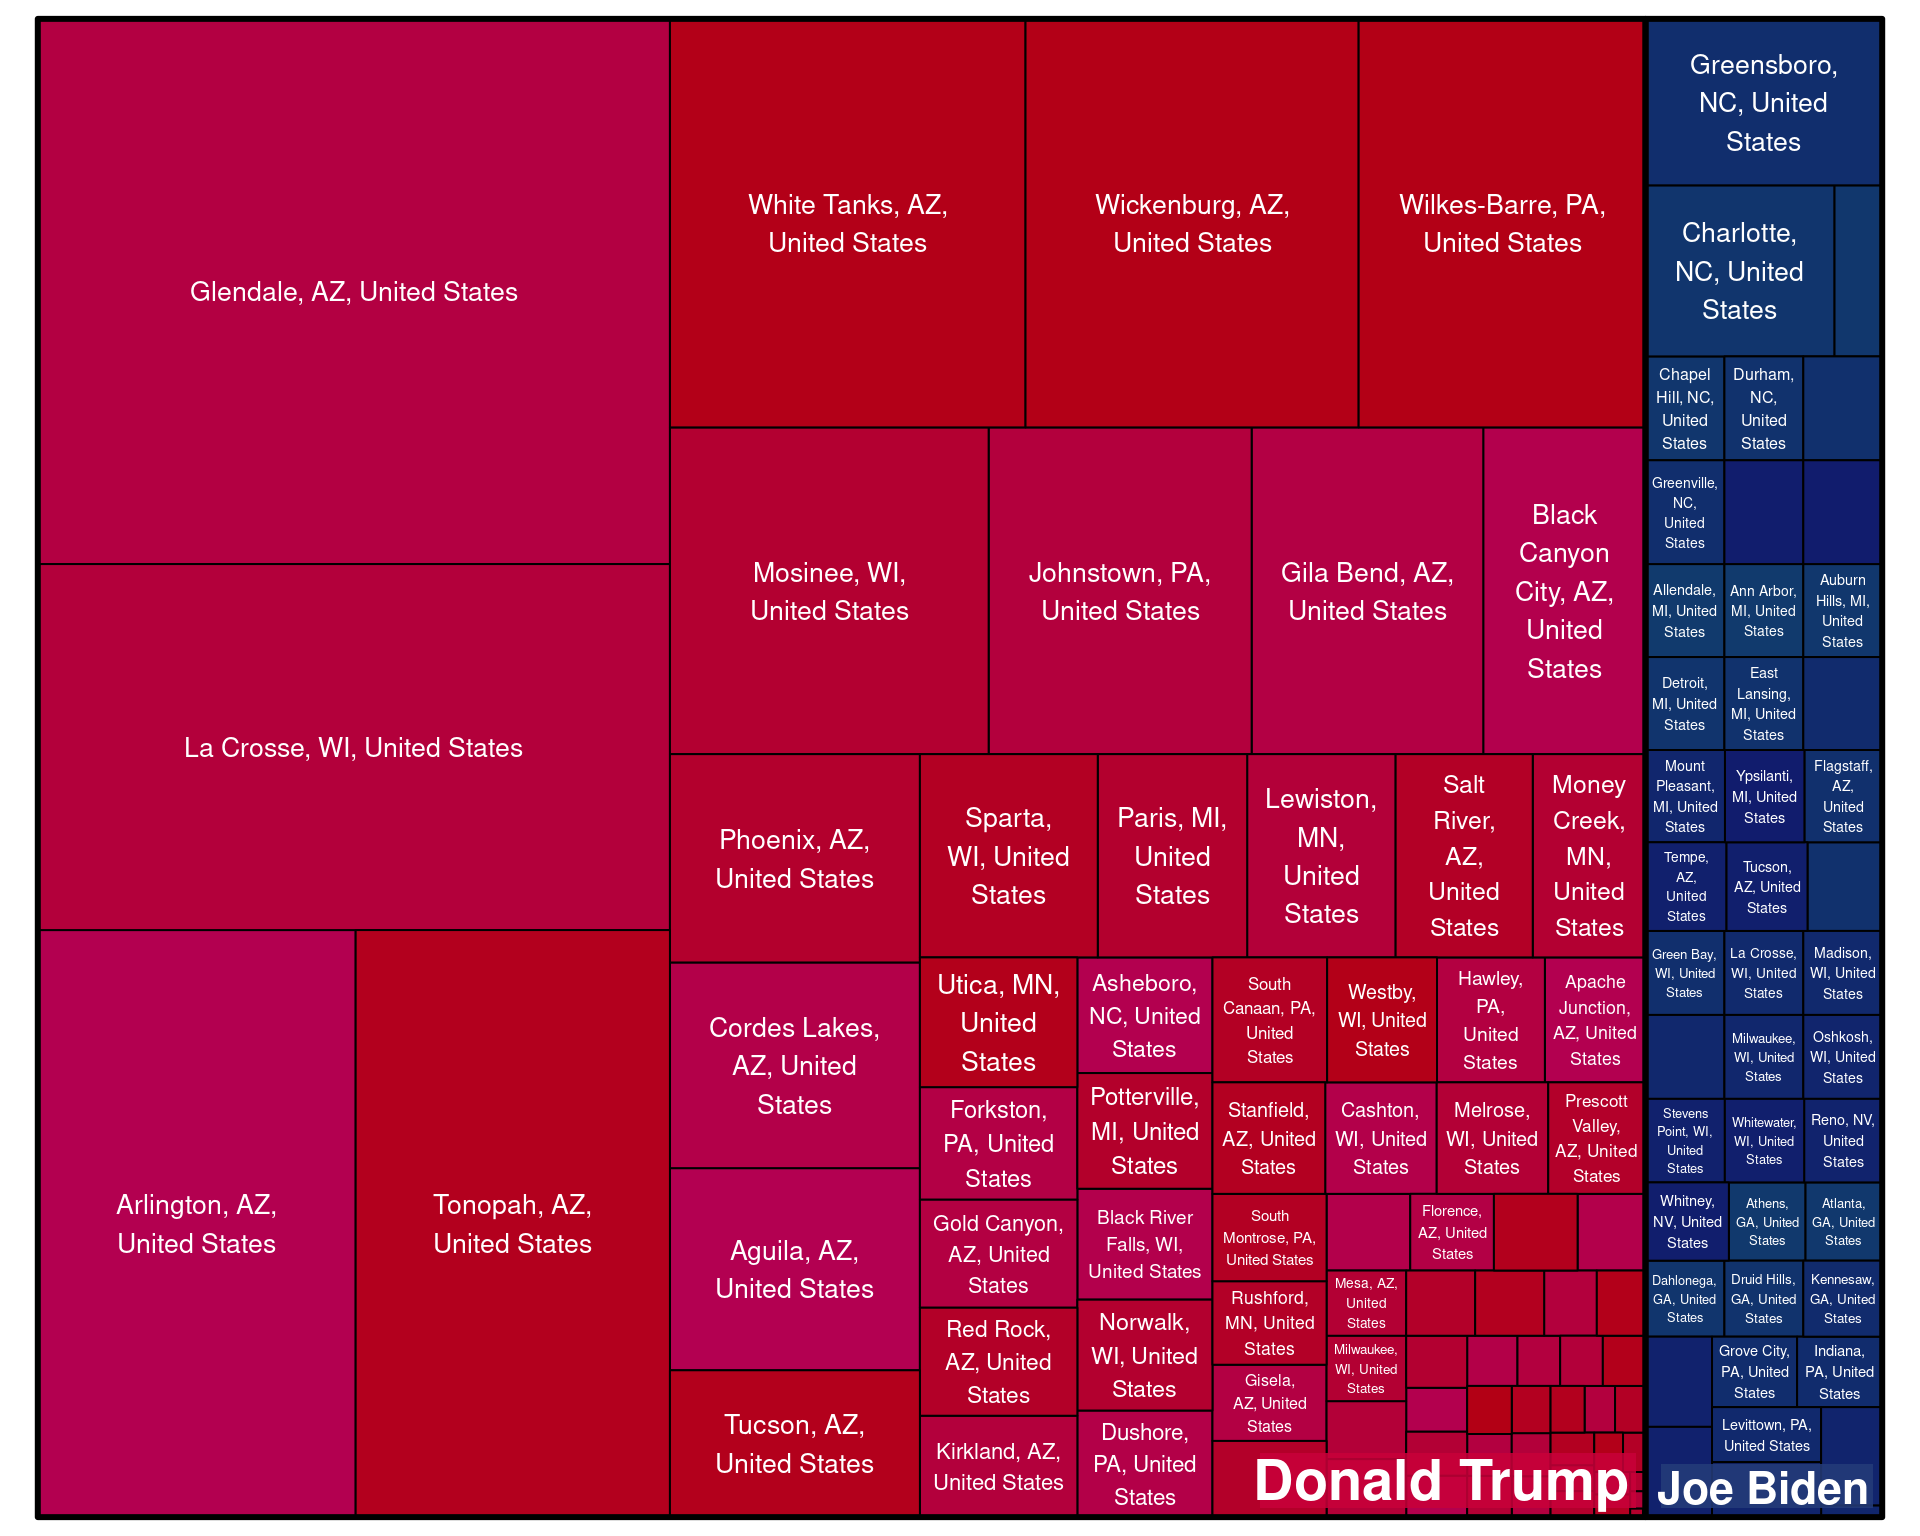 Glendale, AZ, United States
La Crosse, WI, United States
Arlington, AZ,
United States
Tonopah, AZ,
United States
White Tanks, AZ,
United States
Wickenburg, AZ,
United States
Wilkes-Barre, PA,
United States
Mosinee, WI,
United States
Johnstown, PA,
United States
Gila Bend, AZ,
United States
Black
Canyon
City, AZ,
United
States
Phoenix, AZ,
United States
Cordes Lakes,
AZ, United
States
Aguila, AZ,
United States
Tucson, AZ,
United States
Sparta,
WI, United
States
Paris, MI,
United
States
Lewiston,
MN,
United
States
Salt
River,
AZ,
United
States
Money
Creek,
MN,
United
States
Utica, MN,
United
States
Forkston,
PA, United
States
Gold Canyon,
AZ, United
States
Red Rock,
AZ, United
States
Kirkland, AZ,
United States
Asheboro,
NC, United
States
Potterville,
MI, United
States
Black River
Falls, WI,
United States
Norwalk,
WI, United
States
Dushore,
PA, United
States
South
Canaan, PA,
United
States
Westby,
WI, United
States
Hawley,
PA,
United
States
Apache
Junction,
AZ, United
States
Stanfield,
AZ, United
States
Cashton,
WI, United
States
Melrose,
WI, United
States
Prescott
Valley,
AZ, United
States
South
Montrose, PA,
United States
Rushford,
MN, United
States
Gisela,
AZ, United
States
Florence,
AZ, United
States
Mesa, AZ,
United
States
Milwaukee,
WI, United
States
Donald Trump
Greensboro,
NC, United
States
Charlotte,
NC, United
States
Chapel
Hill, NC,
United
States
Durham,
NC,
United
States
Greenville,
NC,
United
States
Allendale,
MI, United
States
Ann Arbor,
MI, United
States
Auburn
Hills, MI,
United
States
Detroit,
MI, United
States
East
Lansing,
MI, United
States
Mount
Pleasant,
MI, United
States
Ypsilanti,
MI, United
States
Flagstaff,
AZ,
United
States
Tempe,
AZ,
United
States
Tucson,
AZ, United
States
Green Bay,
WI, United
States
La Crosse,
WI, United
States
Madison,
WI, United
States
Milwaukee,
WI, United
States
Oshkosh,
WI, United
States
Stevens
Point, WI,
United
States
Whitewater,
WI, United
States
Reno, NV,
United
States
Whitney,
NV, United
States
Athens,
GA, United
States
Atlanta,
GA, United
States
Dahlonega,
GA, United
States
Druid Hills,
GA, United
States
Kennesaw,
GA, United
States
Grove City,
PA, United
States
Indiana,
PA, United
States
Levittown, PA,
United States
Joe Biden